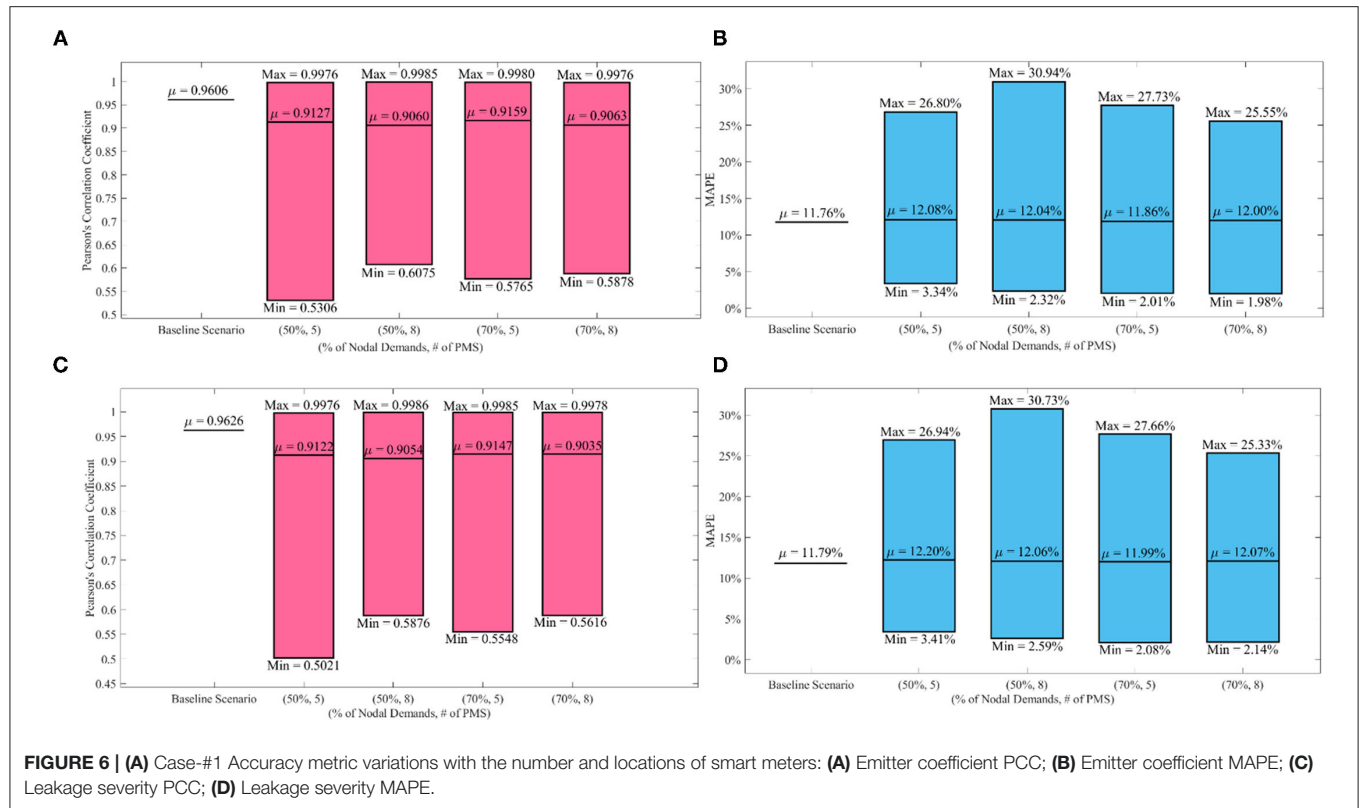 A
Pearson's Correlation Coefficient
1
0.95
0.9
0.85
0.8
0.75
0.7
0.65
0.6
0.55
0.5
μ = 0.9606
Max = 0.9976
μ = 0.9127
Min = 0.5306
Max = 0.9985
μ = 0.9060
Min = 0.6075
Max = 0.9980
μ = 0.9159
Min = 0.5765
Max = 0.9976
μ = 0.9063
Min = 0.5878
Baseline Scenario
(50%, 5)
(50%, 8)
(70%, 5)
(70%, 8)
(% of Nodal Demands, # of PMS)
B
MAPE
30%
25%
20%
15%
10%
5%
0%
μ = 11.76%
Max = 26.80%
μ = 12.08%
Min = 3.34%
Max = 30.94%
μ = 12.04%
Min = 2.32%
Max = 27.73%
μ = 11.86%
Min = 2.01%
Max = 25.55%
μ = 12.00%
Min = 1.98%
Baseline Scenario
(50%, 5)
(50%, 8)
(70%, 5)
(70%, 8)
(% of Nodal Demands, # of PMS)
C
Pearson's Correlation Coefficient
1
0.95
0.9
0.85
0.8
0.75
0.7
0.65
0.6
0.55
0.5
0.45
μ = 0.9626
Max = 0.9976
μ = 0.9122
Min = 0.5021
Max = 0.9986
μ = 0.9054
Min = 0.5876
Max = 0.9985
μ = 0.9147
Min = 0.5548
Max = 0.9978
μ = 0.9035
Min = 0.5616
Baseline Scenario
(50%, 5)
(50%, 8)
(70%, 5)
(70%, 8)
(% of Nodal Demands, # of PMS)
D
MAPE
30%
25%
20%
15%
10%
5%
0%
μ = 11.79%
Max = 26.94%
μ = 12.20%
Min = 3.41%
Max = 30.73%
μ = 12.06%
Min = 2.59%
Max = 27.66%
μ = 11.99%
Min = 2.08%
Max = 25.33%
μ = 12.07%
Min = 2.14%
Baseline Scenario
(50%, 5)
(50%, 8)
(70%, 5)
(70%, 8)
(% of Nodal Demands, # of PMS)
FIGURE 6 | (A) Case-#1 Accuracy metric variations with the number and locations of smart meters: (A) Emitter coefficient PCC; (B) Emitter coefficient MAPE; (C)
Leakage severity PCC; (D) Leakage severity MAPE.